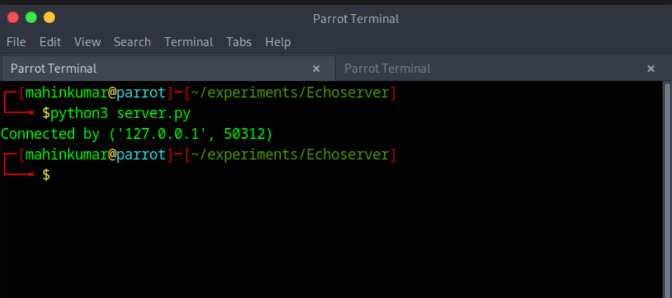 Parrot Terminal
File Edit View Search Terminal Tabs Help
Parrot Terminal × Parrot Terminal ×
┌─[mahinkumar@parrot]─[~/experiments/Echoserver]
└──╼ $python3 server.py
Connected by ('127.0.0.1', 50312)
┌─[mahinkumar@parrot]─[~/experiments/Echoserver]
└──╼ $